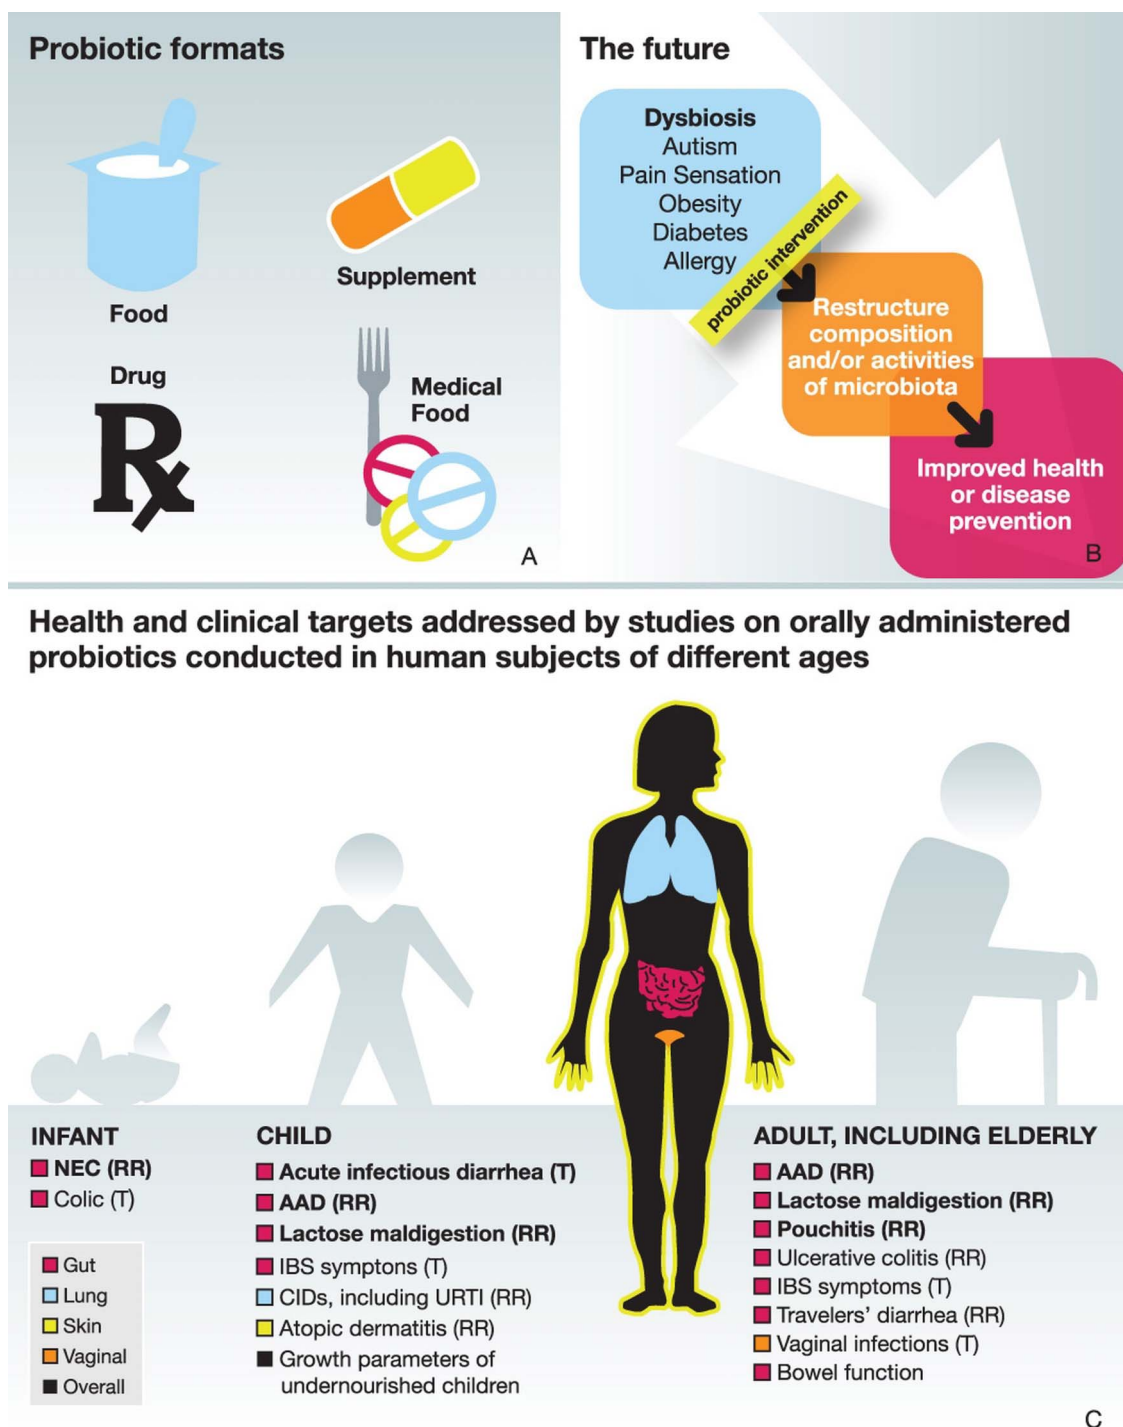 Probiotic formats
Food
Supplement
Drug
Rx
Medical
Food
A
The future
Dysbiosis
Autism
Pain Sensation
Obesity
Diabetes
Allergy
probiotic intervention
Restructure
composition
and/or activities
of microbiota
Improved health
or disease
prevention
B
Health and clinical targets addressed by studies on orally administered
probiotics conducted in human subjects of different ages
INFANT
NEC (RR)
Colic (T)
Gut
Lung
Skin
Vaginal
Overall
CHILD
Acute infectious diarrhea (T)
AAD (RR)
Lactose maldigestion (RR)
IBS symptons (T)
CIDs, including URTI (RR)
Atopic dermatitis (RR)
Growth parameters of
undernourished children
ADULT, INCLUDING ELDERLY
AAD (RR)
Lactose maldigestion (RR)
Pouchitis (RR)
Ulcerative colitis (RR)
IBS symptoms (T)
Travelers’ diarrhea (RR)
Vaginal infections (T)
Bowel function
C